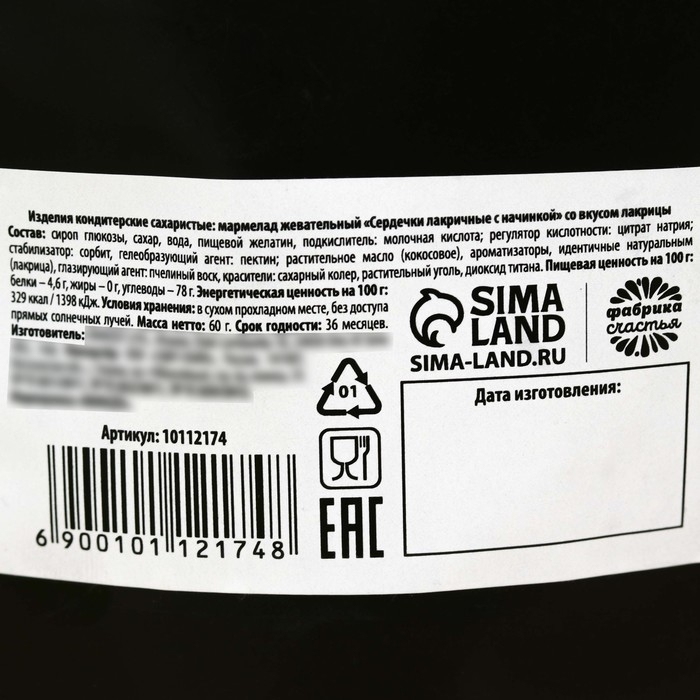 Изделия кондитерские сахаристые: мармелад жевательный «Сердечки лакричные с начинкой» со вкусом лакрицы
Состав: сироп глюкозы, сахар, вода, пищевой желатин, подкислитель: молочная кислота; регулятор кислотности: цитрат натрия;
стабилизатор: сорбит, гелеобразующий агент: пектин; растительное масло (кокосовое), ароматизаторы, идентичные натуральным
(лакрица), глазирующий агент: пчелиный воск, красители: сахарный колер, растительный уголь, диоксид титана. Пищевая ценность на 100 г:
белки – 4,6 г, жиры – 0 г, углеводы – 78 г. Энергетическая ценность на 100 г:
329 ккал / 1398 кДж. Условия хранения: в сухом прохладном месте, без доступа
прямых солнечных лучей. Масса нетто: 60 г. Срок годности: 36 месяцев.
Изготовитель:
SIMA
LAND
SIMA-LAND.RU
фабрика
счастья
01
Дата изготовления:
Артикул: 10112174
6 900101 121748
EAC